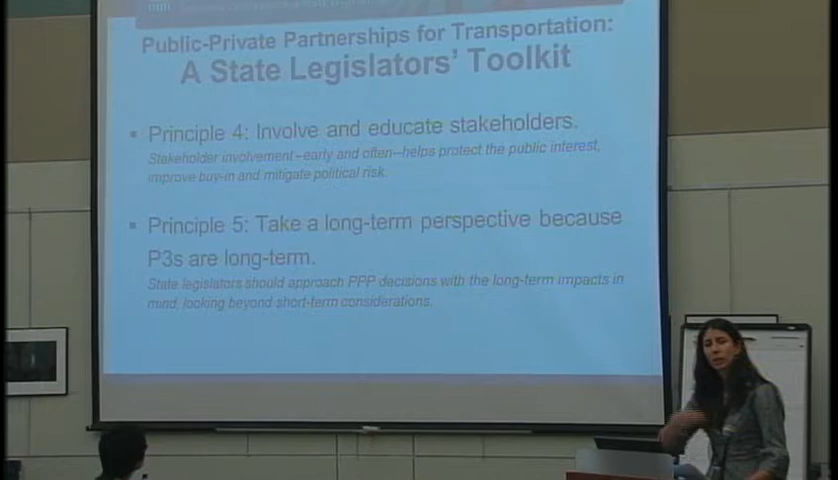 Public-Private Partnerships for Transportation:
A State Legislators' Toolkit
Principle 4: Involve and educate stakeholders.
Stakeholder involvement–early and often–helps protect the public interest,
improve buy-in and mitigate political risk.
Principle 5: Take a long-term perspective because
P3s are long-term.
State legislators should approach PPP decisions with the long-term impacts in
mind, looking beyond short-term considerations.